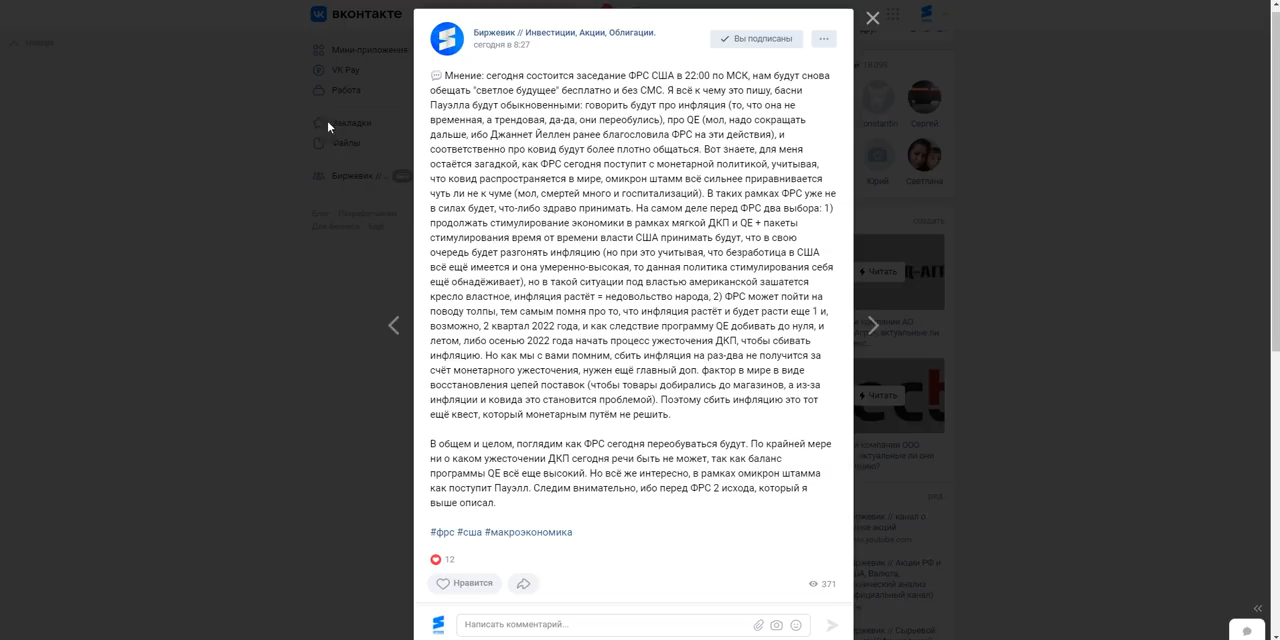 вконтакте
Мини-приложения
VK Pay
Работа
Закладки
Файлы
Биржевик // ..
Биржевик // Инвестиции, Акции, Облигации.
сегодня в 8:27
Вы подписаны
Мнение: сегодня состоится заседание ФРС США в 22:00 по МСК, нам будут снова
обещать "светлое будущее" бесплатно и без СМС. Я всё к чему это пишу, басни
Пауэлла будут обыкновенными: говорить будут про инфляция (то, что она не
временная, а трендовая, да-да, они переобулись), про QE (мол, надо сокращать
дальше, ибо Джаннет Йеллен ранее благословила ФРС на эти действия), и
соответственно про ковид будут более плотно общаться. Вот знаете, для меня
остаётся загадкой, как ФРС сегодня поступит с монетарной политикой, учитывая,
что ковид распространяется в мире, омикрон штамм всё сильнее приравнивается
чуть ли не к чуме (мол, смертей много и госпитализаций). В таких рамках ФРС уже не
в силах будет, что-либо здраво принимать. На самом деле перед ФРС два выбора: 1)
продолжать стимулирование экономики в рамках мягкой ДКП и QE + пакеты
стимулирования время от времени власти США принимать будут, что в свою
очередь будет разгонять инфляцию (но при это учитывая, что безработица в США
всё ещё имеется и она умеренно-высокая, то данная политика стимулирования себя
ещё обнадёживает), но в такой ситуации под властью американской зашатется
кресло властное, инфляция растёт = недовольство народа, 2) ФРС может пойти на
поводу толпы, тем самым помня про то, что инфляция растёт и будет расти еще 1 и,
возможно, 2 квартал 2022 года, и как следствие программу QE добивать до нуля, и
летом, либо осенью 2022 года начать процесс ужесточения ДКП, чтобы сбивать
инфляцию. Но как мы с вами помним, сбить инфляция на раз-два не получится за
счёт монетарного ужесточения, нужен ещё главный доп. фактор в мире в виде
восстановления цепей поставок (чтобы товары добирались до магазинов, а из-за
инфляции и ковида это становится проблемой). Поэтому сбить инфляцию это тот
ещё квест, который монетарным путём не решить.
В общем и целом, поглядим как ФРС сегодня переобуваться будут. По крайней мере
ни о каком ужесточении ДКП сегодня речи быть не может, так как баланс
программы QE всё еще высокий. Но всё же интересно, в рамках омикрон штамма
как поступит Пауэлл. Следим внимательно, ибо перед ФРС 2 исхода, который я
выше описал.
#фрс #сша #макроэкономика
12
Нравится
371
Написать комментарий...
onstantin
Сергей
Юрий
Светлана
Читать
Читать